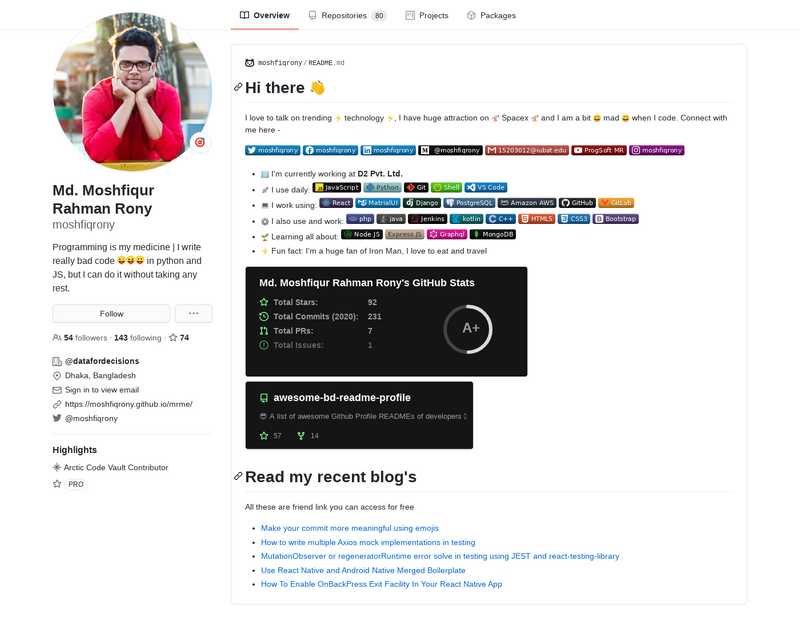 Overview Repositories 80 Projects Packages
Md. Moshfiqur
Rahman Rony
moshfiqrony
Programming is my medicine | I write
really bad code 😜😜😜 in python and
JS, but I can do it without taking any
rest.
Follow ...
54 followers · 143 following · 74
@datafordecisions
Dhaka, Bangladesh
Sign in to view email
https://moshfiqrony.github.io/mrme/
@moshfiqrony
Highlights
Arctic Code Vault Contributor
PRO
moshfiqrony / README.md
Hi there 👋
I love to talk on trending ⚡ technology ⚡, I have huge attraction on 🚀 Spacex 🚀 and I am a bit 😄 mad 😄 when I code. Connect with
me here -
moshfiqrony moshfiqrony moshfiqrony @moshfiqrony 15203012@iubat.edu ProgSoft MR moshfiqrony
I'm currently working at D2 Pvt. Ltd.
I use daily: JavaScript Python Git Shell VS Code
I work using: React MatrialUI Django PostgreSQL Amazon AWS GitHub GitLab
I also use and work: php Java Jenkins kotlin C++ HTML5 CSS3 Bootstrap
Learning all about: Node JS Express JS Graphql MongoDB
⚡ Fun fact: I'm a huge fan of Iron Man, I love to eat and travel
Md. Moshfiqur Rahman Rony's GitHub Stats
Total Stars: 92
Total Commits (2020): 231
Total PRs: 7
Total Issues: 1
A+
awesome-bd-readme-profile
😎 A list of awesome Github Profile READMEs of developers
57 14
Read my recent blog's
All these are friend link you can access for free
Make your commit more meaningful using emojis
How to write multiple Axios mock implementations in testing
MutationObserver or regeneratorRuntime error solve in testing using JEST and react-testing-library
Use React Native and Android Native Merged Boilerplate
How To Enable OnBackPress Exit Facility In Your React Native App